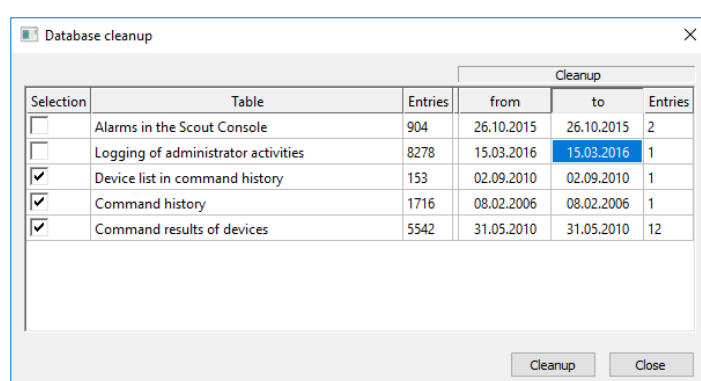 Database cleanup
Cleanup
Selection Table Entries from to Entries
Alarms in the Scout Console 904 26.10.2015 26.10.2015 2
Logging of administrator activities 8278 15.03.2016 15.03.2016 1
Device list in command history 153 02.09.2010 02.09.2010 1
Command history 1716 08.02.2006 08.02.2006 1
Command results of devices 5542 31.05.2010 31.05.2010 12
Cleanup Close